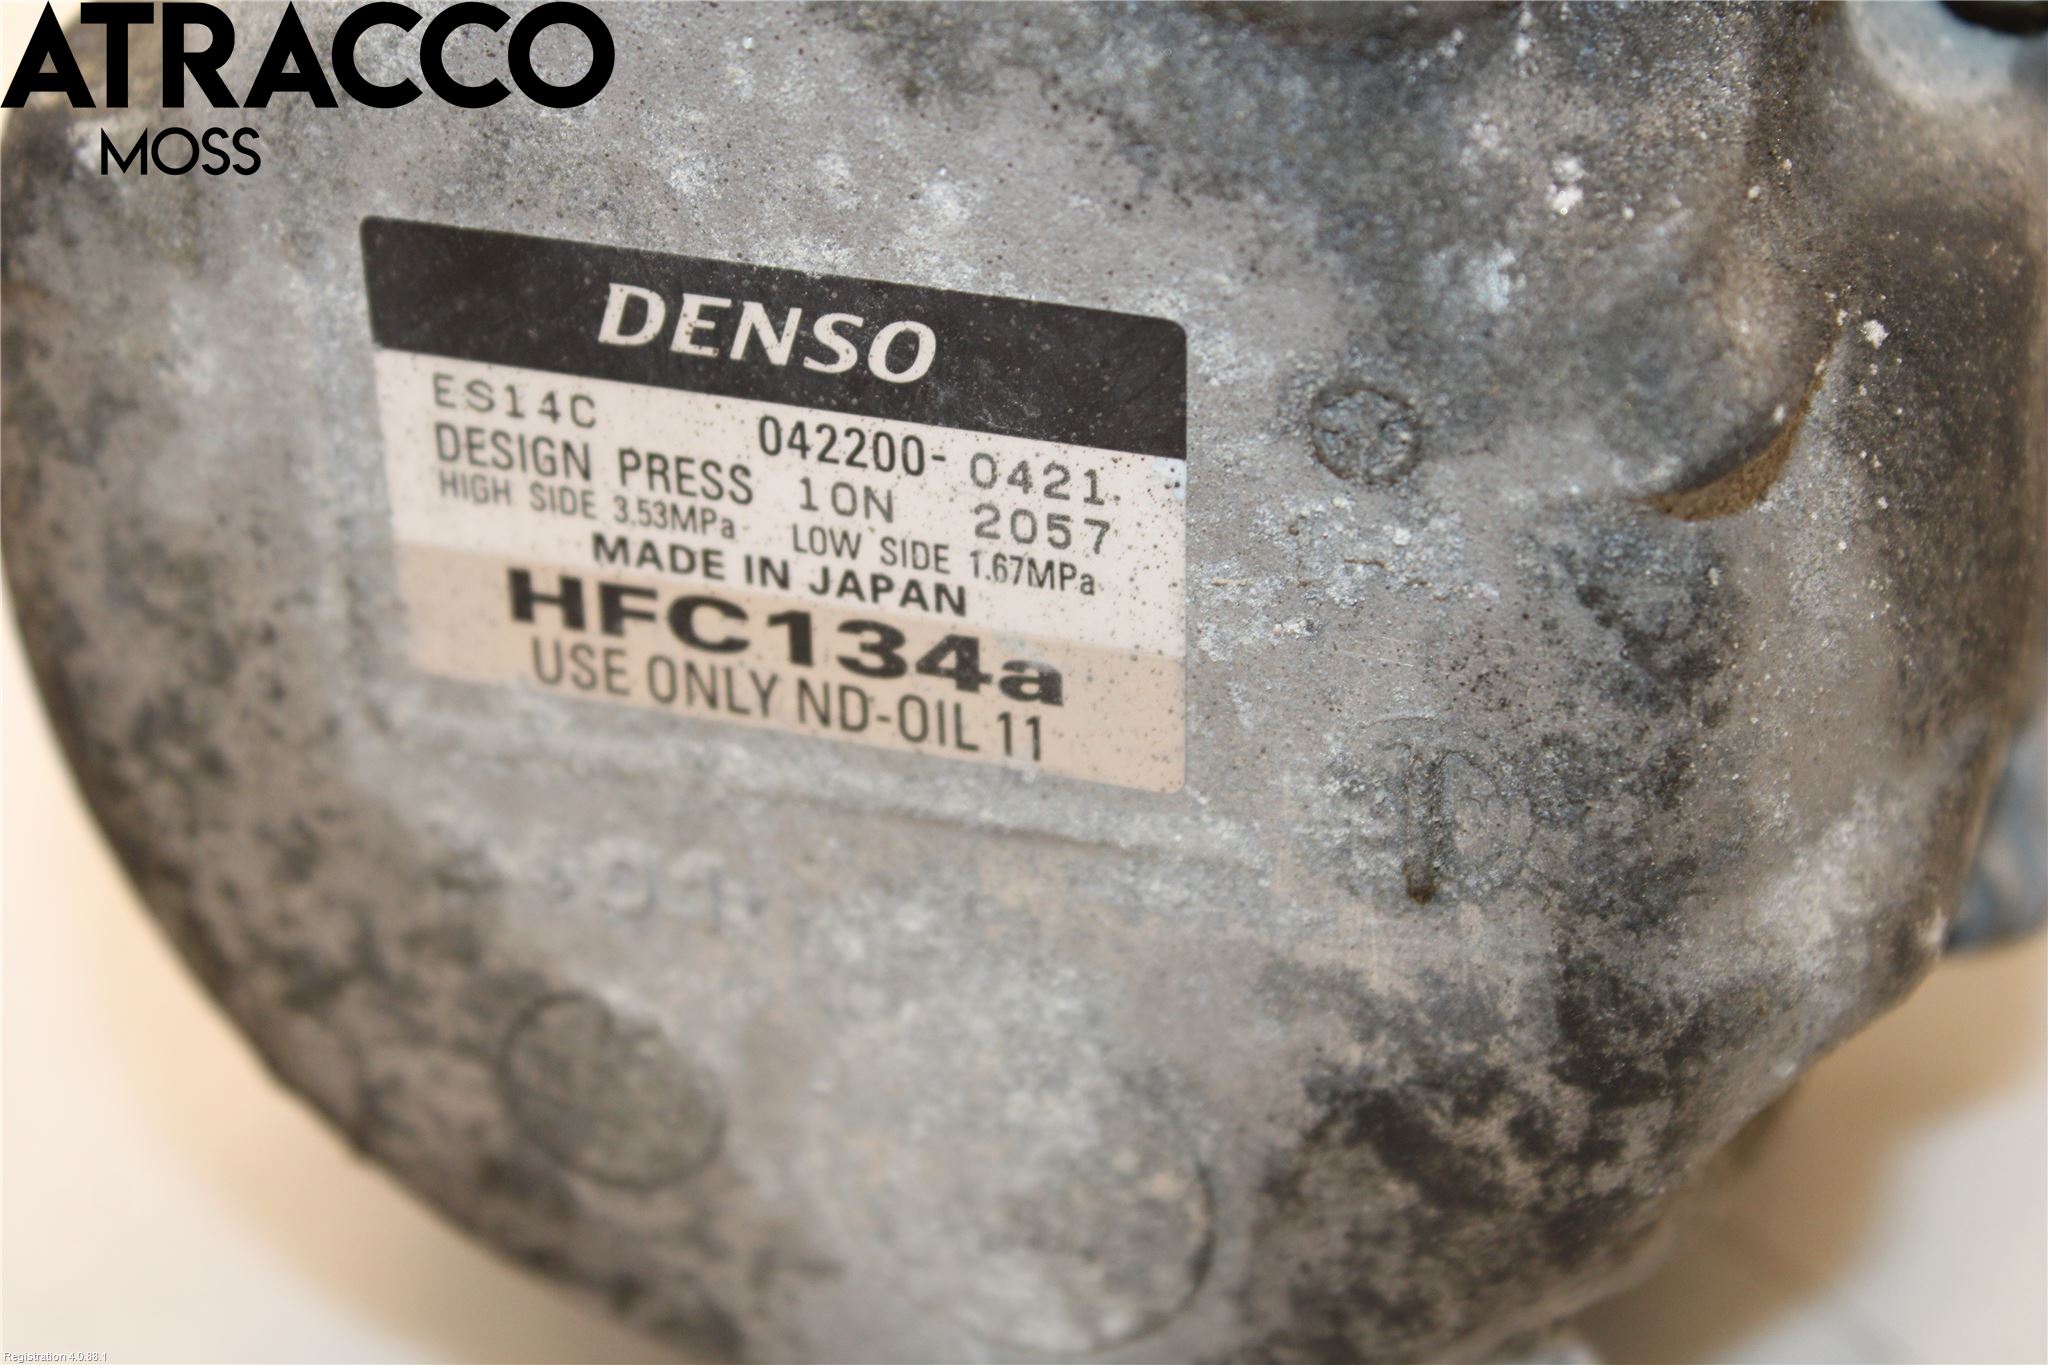 ATRACCO
MOSS
DENSO
ES14C 042200-0421
DESIGN PRESS 10N 2057
HIGH SIDE 3.53MPa LOW SIDE 1.67MPa
MADE IN JAPAN
HFC134a
USE ONLY ND-OIL 11
D
Registration 4.0.88.1